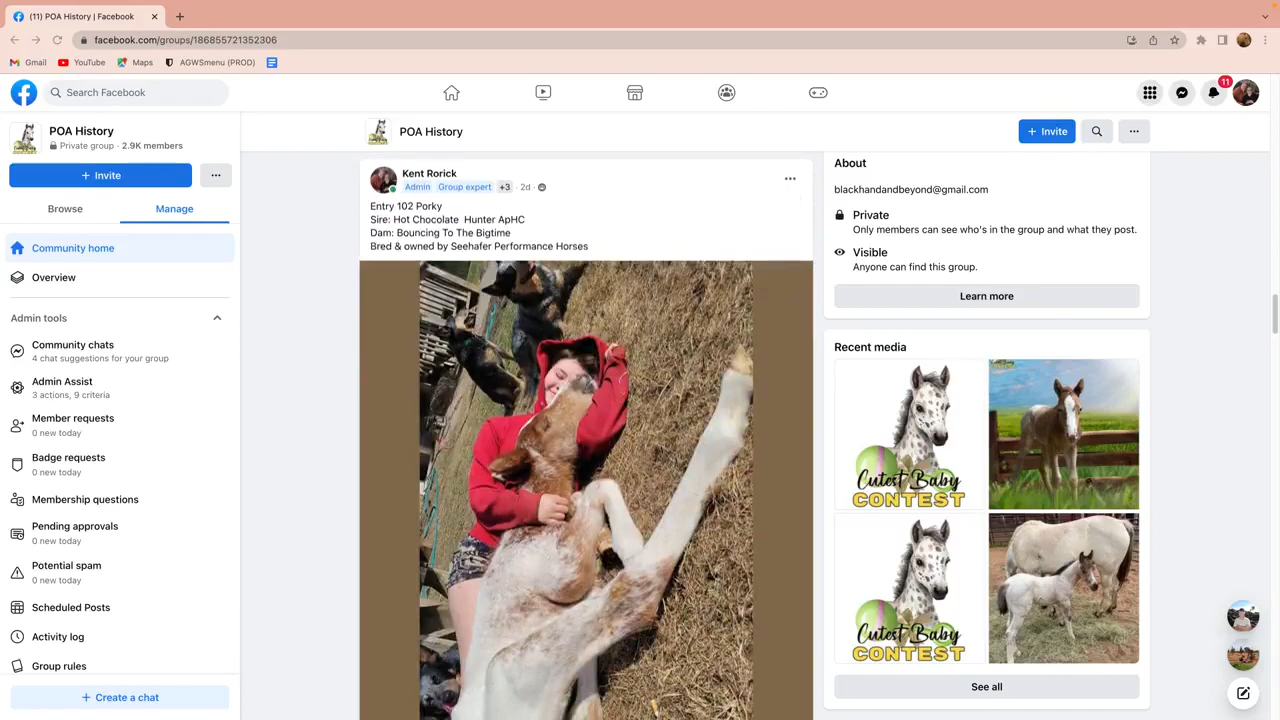 (11) POA History | Facebook
facebook.com/groups/186855721352306
Gmail
YouTube
Maps
AGWSmenu (PROD)
Search Facebook
11
POA History
Private group · 2.9K members
+ Invite
Browse
Manage
Community home
Overview
Admin tools
Community chats
4 chat suggestions for your group
Admin Assist
3 actions, 9 criteria
Member requests
0 new today
Badge requests
0 new today
Membership questions
Pending approvals
0 new today
Potential spam
0 new today
Scheduled Posts
Activity log
Group rules
+ Create a chat
POA History
+ Invite
Kent Rorick
Admin Group expert +3 · 2d ·
Entry 102 Porky
Sire: Hot Chocolate Hunter ApHC
Dam: Bouncing To The Bigtime
Bred & owned by Seehafer Performance Horses
About
blackhandandbeyond@gmail.com
Private
Only members can see who's in the group and what they post.
Visible
Anyone can find this group.
Learn more
Recent media
Cutest Baby
CONTEST
Cutest Baby
CONTEST
See all